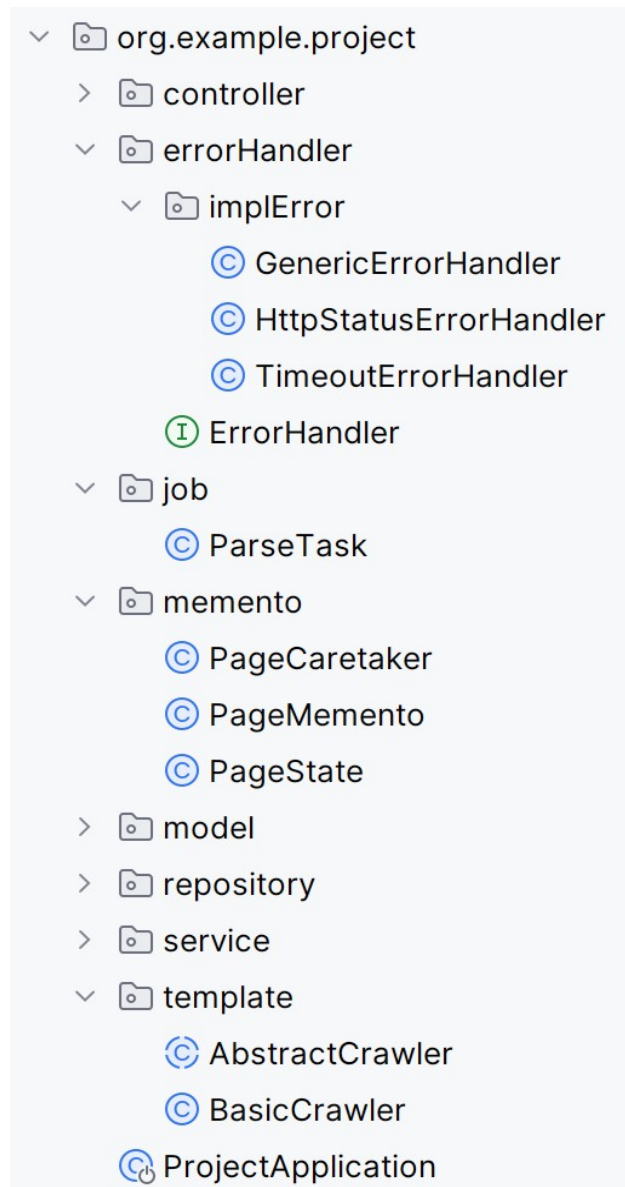 org.example.project
controller
errorHandler
implError
GenericErrorHandler
HttpStatusErrorHandler
TimeoutErrorHandler
ErrorHandler
job
ParseTask
memento
PageCaretaker
PageMemento
PageState
model
repository
service
template
AbstractCrawler
BasicCrawler
ProjectApplication